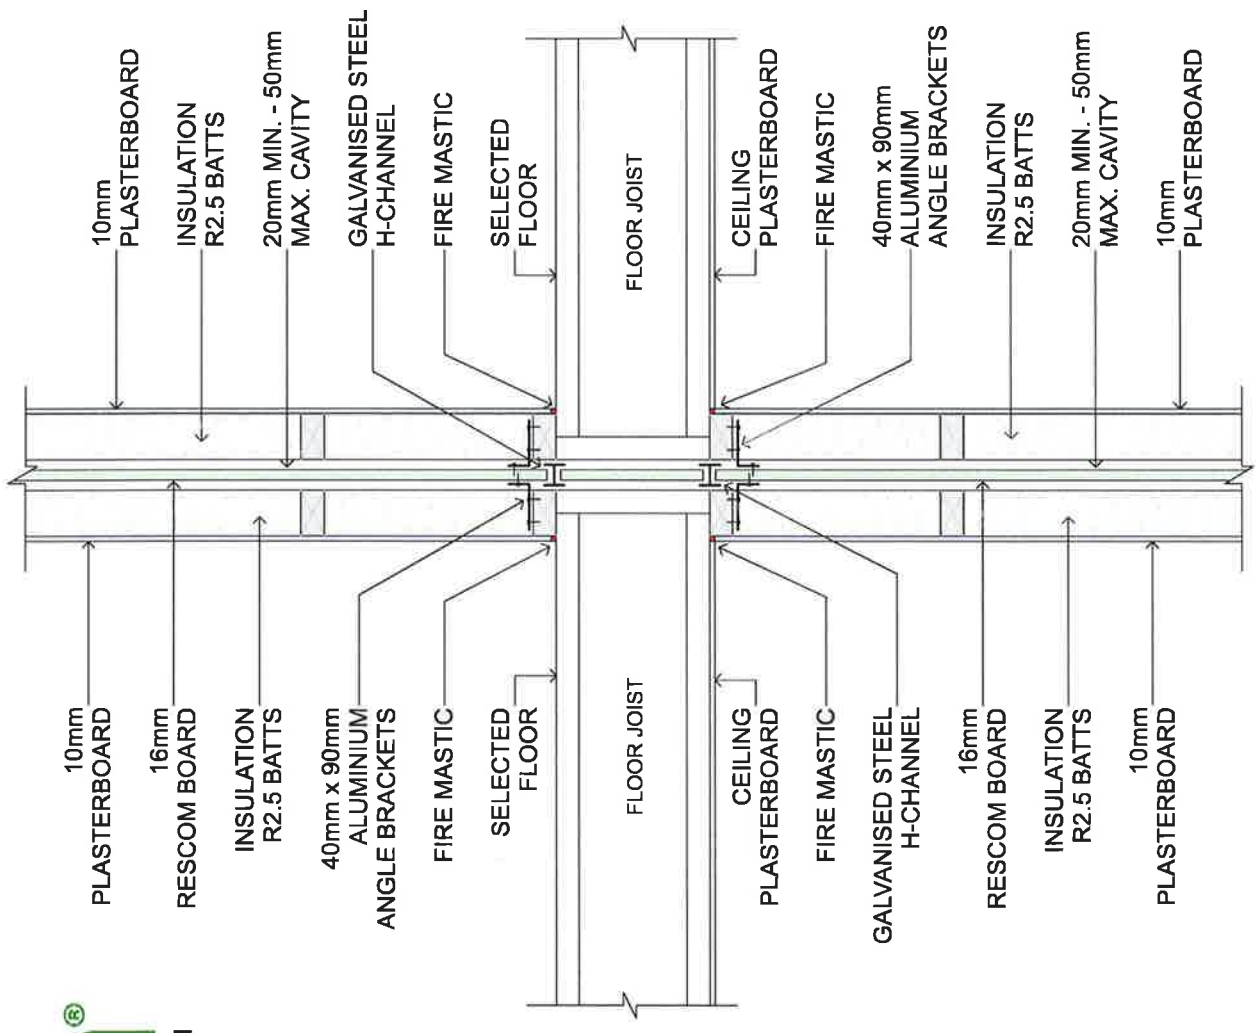 ®
10mm
PLASTERBOARD
16mm
RESCOM BOARD
INSULATION
R2.5 BATTS
40mm x 90mm
ALUMINIUM
ANGLE BRACKETS
FIRE MASTIC
SELECTED
FLOOR
FLOOR JOIST
CEILING
PLASTERBOARD
FIRE MASTIC
GALVANISED STEEL
H-CHANNEL
16mm
RESCOM BOARD
INSULATION
R2.5 BATTS
10mm
PLASTERBOARD
10mm
PLASTERBOARD
INSULATION
R2.5 BATTS
20mm MIN. - 50mm
MAX. CAVITY
GALVANISED STEEL
H-CHANNEL
FIRE MASTIC
SELECTED
FLOOR
FLOOR JOIST
CEILING
PLASTERBOARD
FIRE MASTIC
40mm x 90mm
ALUMINIUM
ANGLE BRACKETS
INSULATION
R2.5 BATTS
20mm MIN. - 50mm
MAX. CAVITY
10mm
PLASTERBOARD